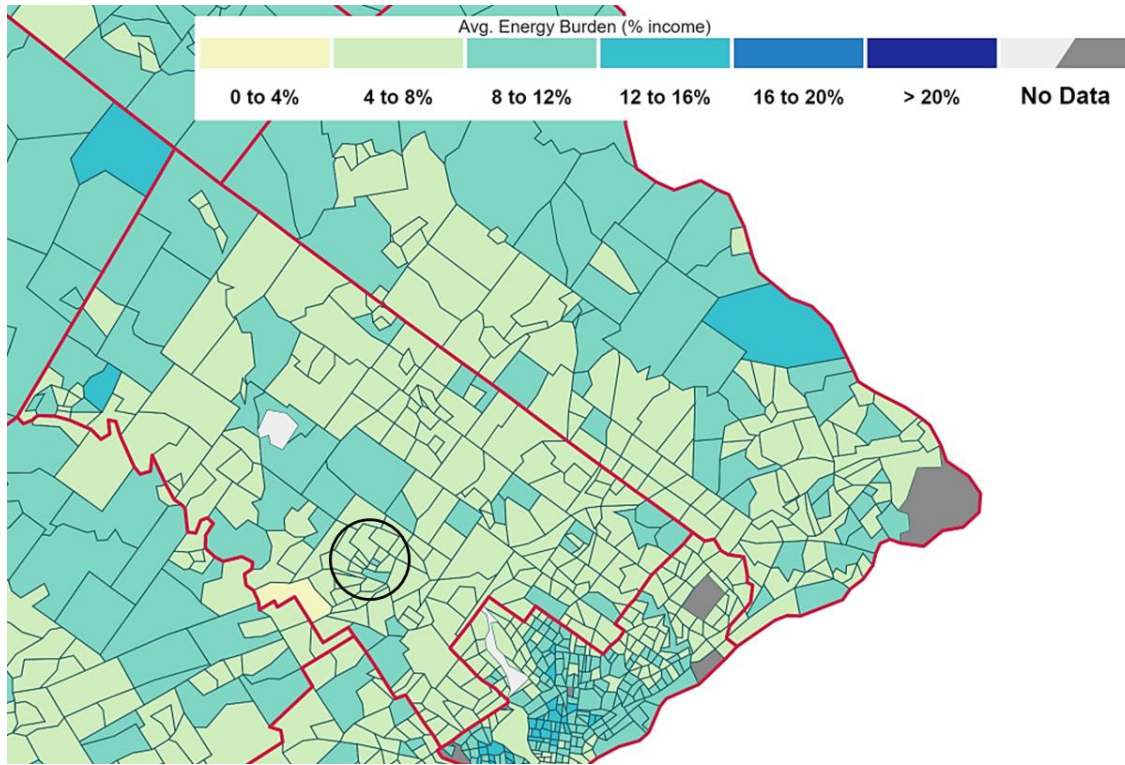 Avg. Energy Burden (% income)
0 to 4% 4 to 8% 8 to 12% 12 to 16% 16 to 20% > 20% No Data